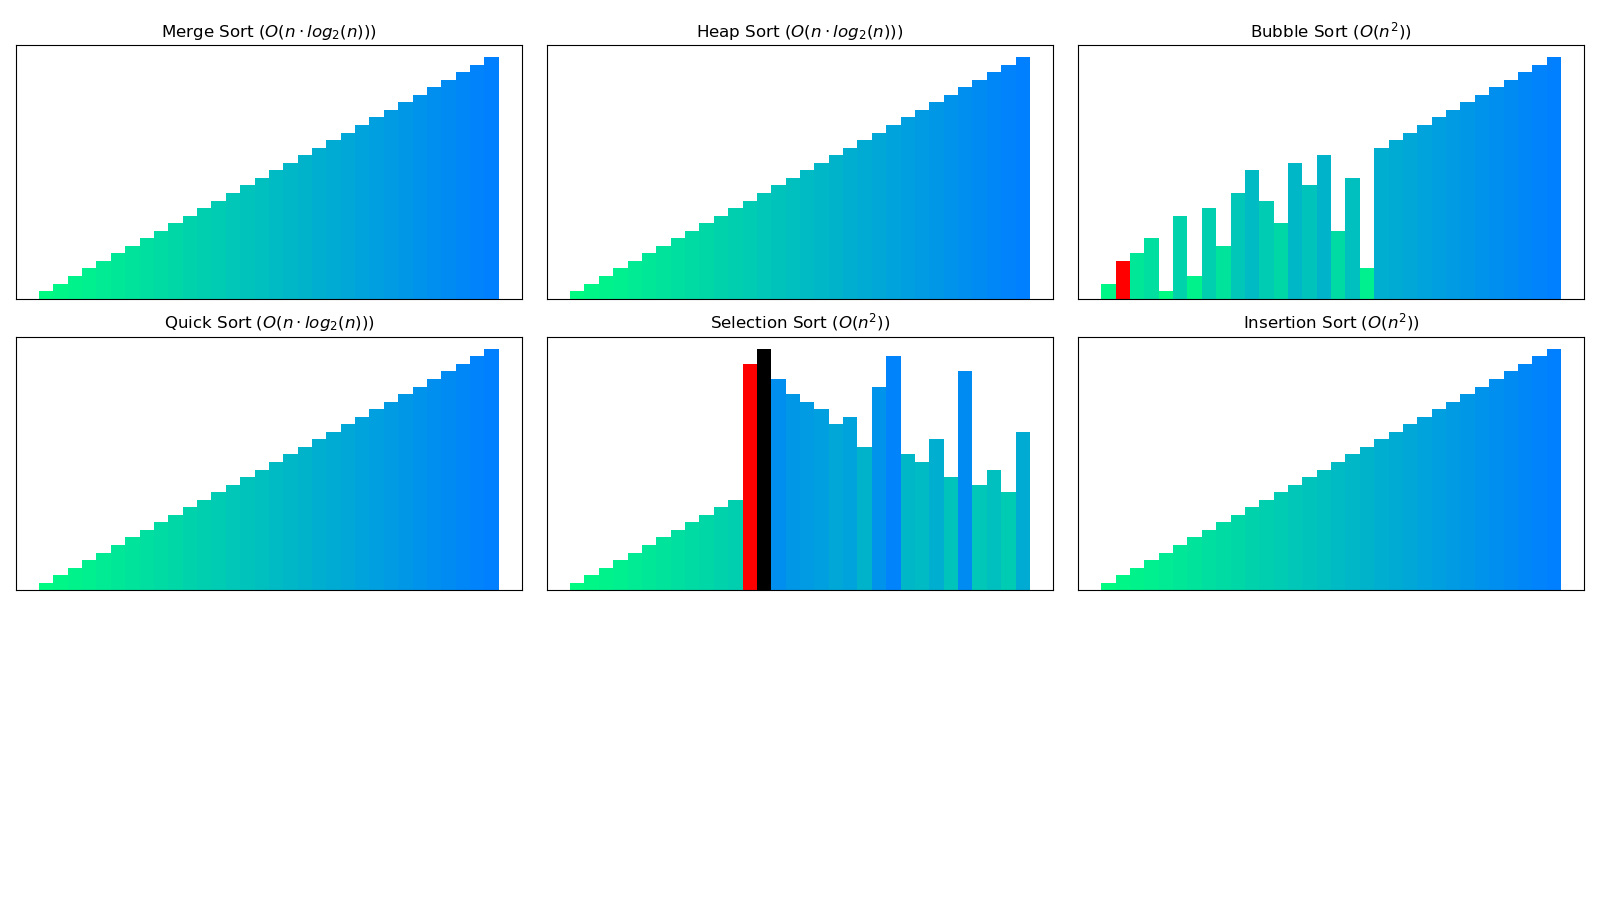 Merge Sort (O(n · log₂(n)))
Heap Sort (O(n · log₂(n)))
Bubble Sort (O(n²))
Quick Sort (O(n · log₂(n)))
Selection Sort (O(n²))
Insertion Sort (O(n²))